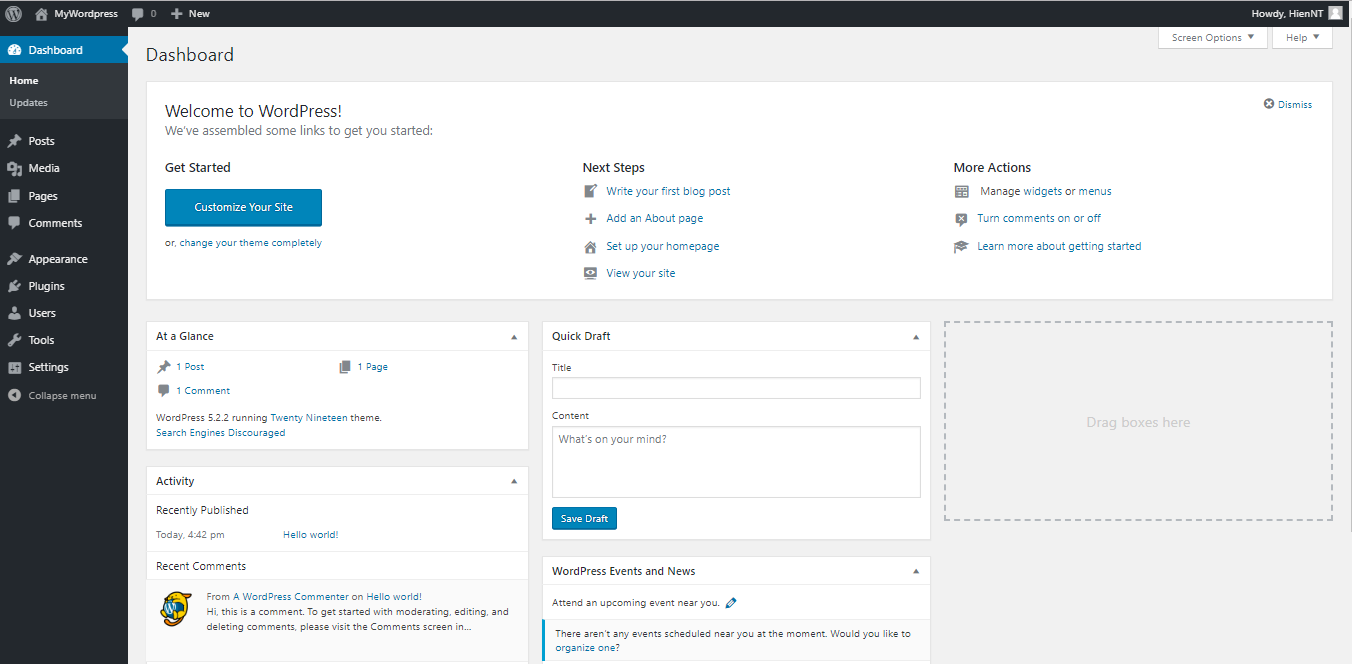 MyWordpress 0 New Howdy, HienNT
Dashboard
Home
Updates
Posts
Media
Pages
Comments
Appearance
Plugins
Users
Tools
Settings
Collapse menu
Screen Options Help
Dashboard
Welcome to WordPress!
We've assembled some links to get you started:
Dismiss
Get Started
Customize Your Site
or, change your theme completely
Next Steps
Write your first blog post
Add an About page
Set up your homepage
View your site
More Actions
Manage widgets or menus
Turn comments on or off
Learn more about getting started
At a Glance
1 Post 1 Page
1 Comment
WordPress 5.2.2 running Twenty Nineteen theme.
Search Engines Discouraged
Activity
Recently Published
Today, 4:42 pm Hello world!
Recent Comments
From A WordPress Commenter on Hello world!
Hi, this is a comment. To get started with moderating, editing, and
deleting comments, please visit the Comments screen in...
Quick Draft
Title
Content
What's on your mind?
Save Draft
WordPress Events and News
Attend an upcoming event near you.
There aren't any events scheduled near you at the moment. Would you like to
organize one?
Drag boxes here